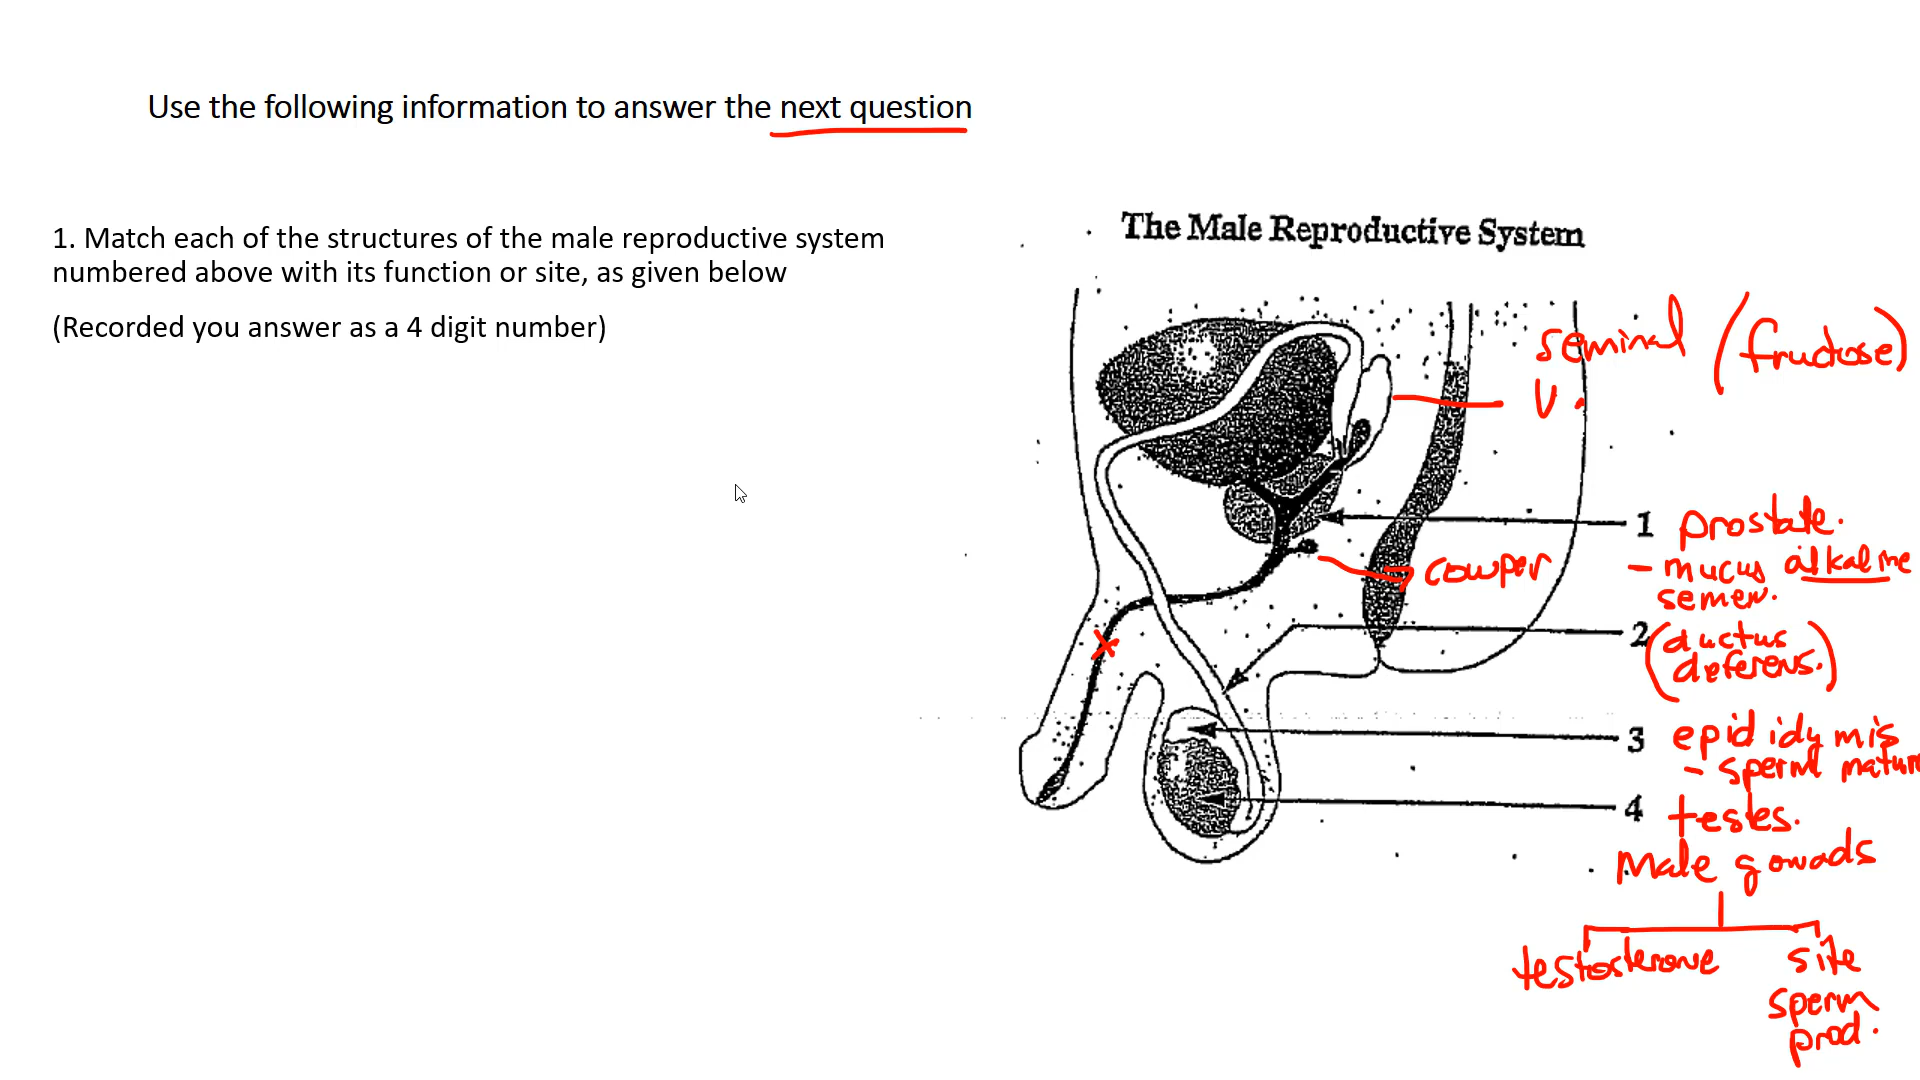 Use the following information to answer the next question
1. Match each of the structures of the male reproductive system
numbered above with its function or site, as given below
(Recorded you answer as a 4 digit number)
The Male Reproductive System
seminal (fructose)
V.
1 prostate.
- mucus alkaline
semen.
cowper
2 (ductus
deferens.)
3 epididymis
- sperm matur
4 testes.
Male gonads
testosterone
site
sperm
prod.